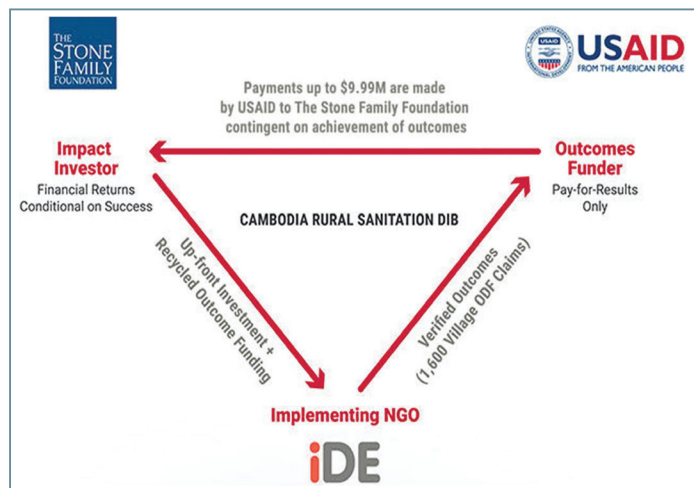 THE
STONE
FAMILY
FOUNDATION
USAID
FROM THE AMERICAN PEOPLE
Payments up to $9.99M are made
by USAID to The Stone Family Foundation
contingent on achievement of outcomes
Impact
Investor
Financial Returns
Conditional on Success
Outcomes
Funder
Pay-for-Results
Only
CAMBODIA RURAL SANITATION DIB
Up-front Investment +
Recycled Outcome Funding
Verified Outcomes
(1,600 Village ODF Claims)
Implementing NGO
iDE